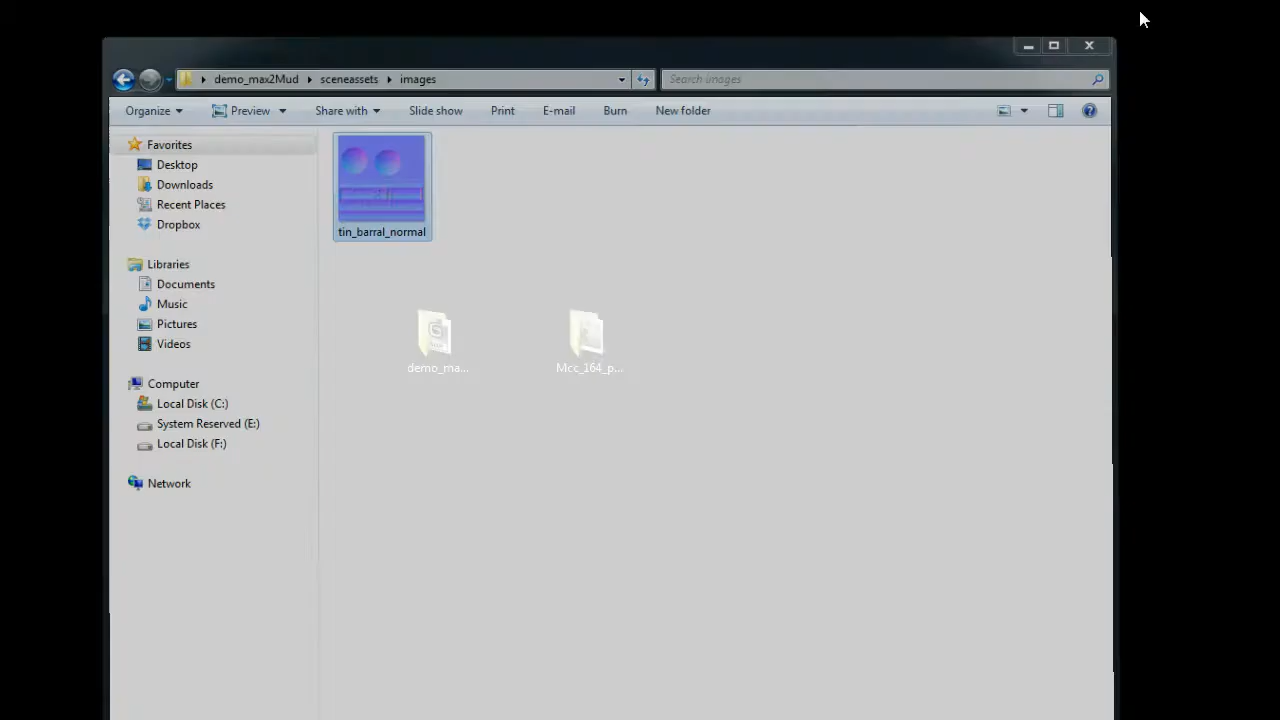 demo_max2Mud sceneassets images Search images
Organize Preview Share with Slide show Print E-mail Burn New folder
Favorites
Desktop
Downloads
Recent Places
Dropbox
Libraries
Documents
Music
Pictures
Videos
Computer
Local Disk (C:)
System Reserved (E:)
Local Disk (F:)
Network
tin_barral_normal
demo_ma... Mcc_164_p...